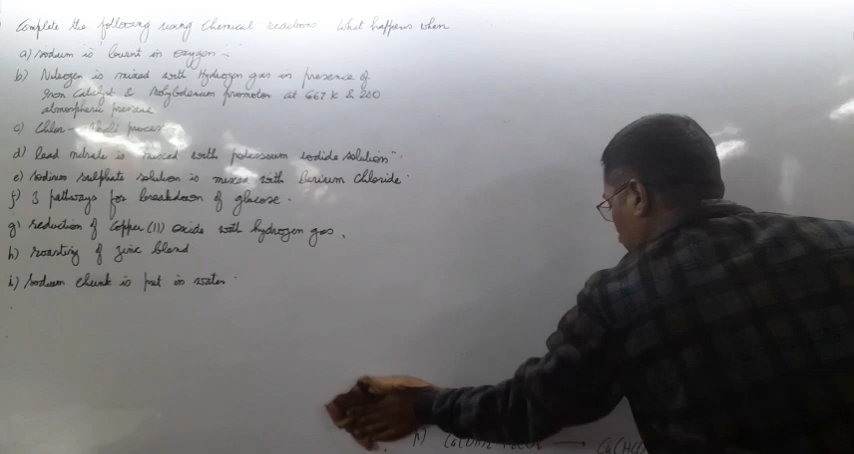 Complete the following using Chemical reactions What happens when
a) Sodium is burnt in oxygen -
b) Nitrogen is mixed with Hydrogen gas in presence of
Iron Catalyst & Molybdenum promoter at 667 K & 200
atmospheric pressure
c) Chlor - Alkali process
d) lead nitrate is mixed with potassium iodide solution
e) sodium sulphate solution is mixed with barium chloride
f) 3 pathways for breakdown of glucose.
g) reduction of Copper (II) oxide with hydrogen gas.
h) roasting of zinc blend
i) sodium chunk is put in water